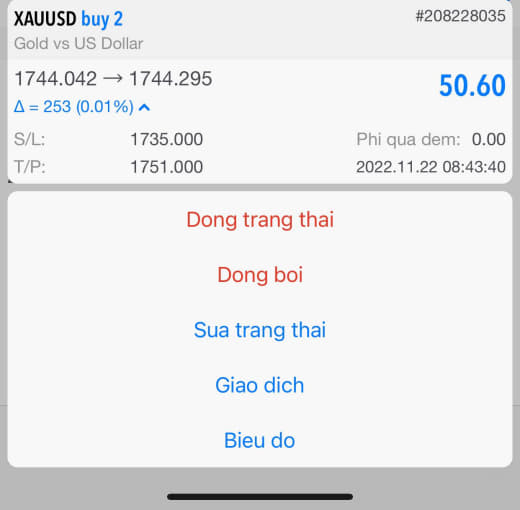 XAUUSD buy 2 #208228035
Gold vs US Dollar
1744.042 → 1744.295 50.60
Δ = 253 (0.01%)
S/L: 1735.000 Phi qua dem: 0.00
T/P: 1751.000 2022.11.22 08:43:40
Dong trang thai
Dong boi
Sua trang thai
Giao dich
Bieu do